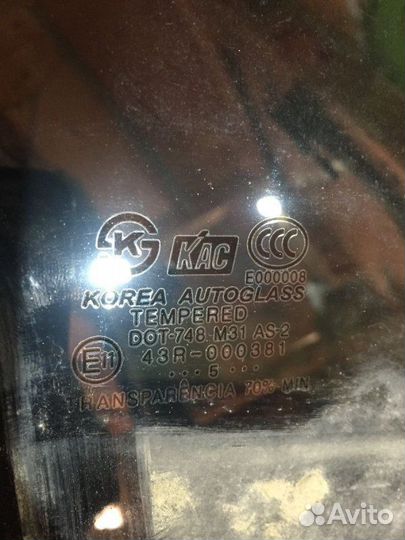 KS KAC CCC
E000008
KOREA AUTOGLASS
TEMPERED
DOT-748 M31 AS-2
E11 43R-000381
··5···
TRANSPARÊNCIA 70% MIN
Avito